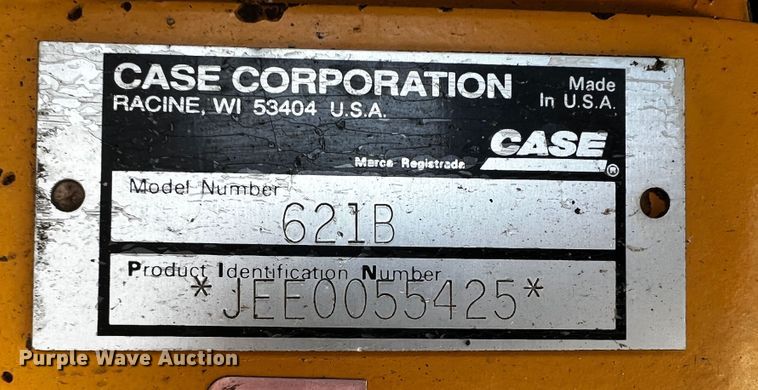 CASE CORPORATION
RACINE, WI 53404 U.S.A.
Made
In U.S.A.
CASE
Marca Registrada
®
Model Number
621B
Product Identification Number
*JEE0055425*
Purple Wave Auction